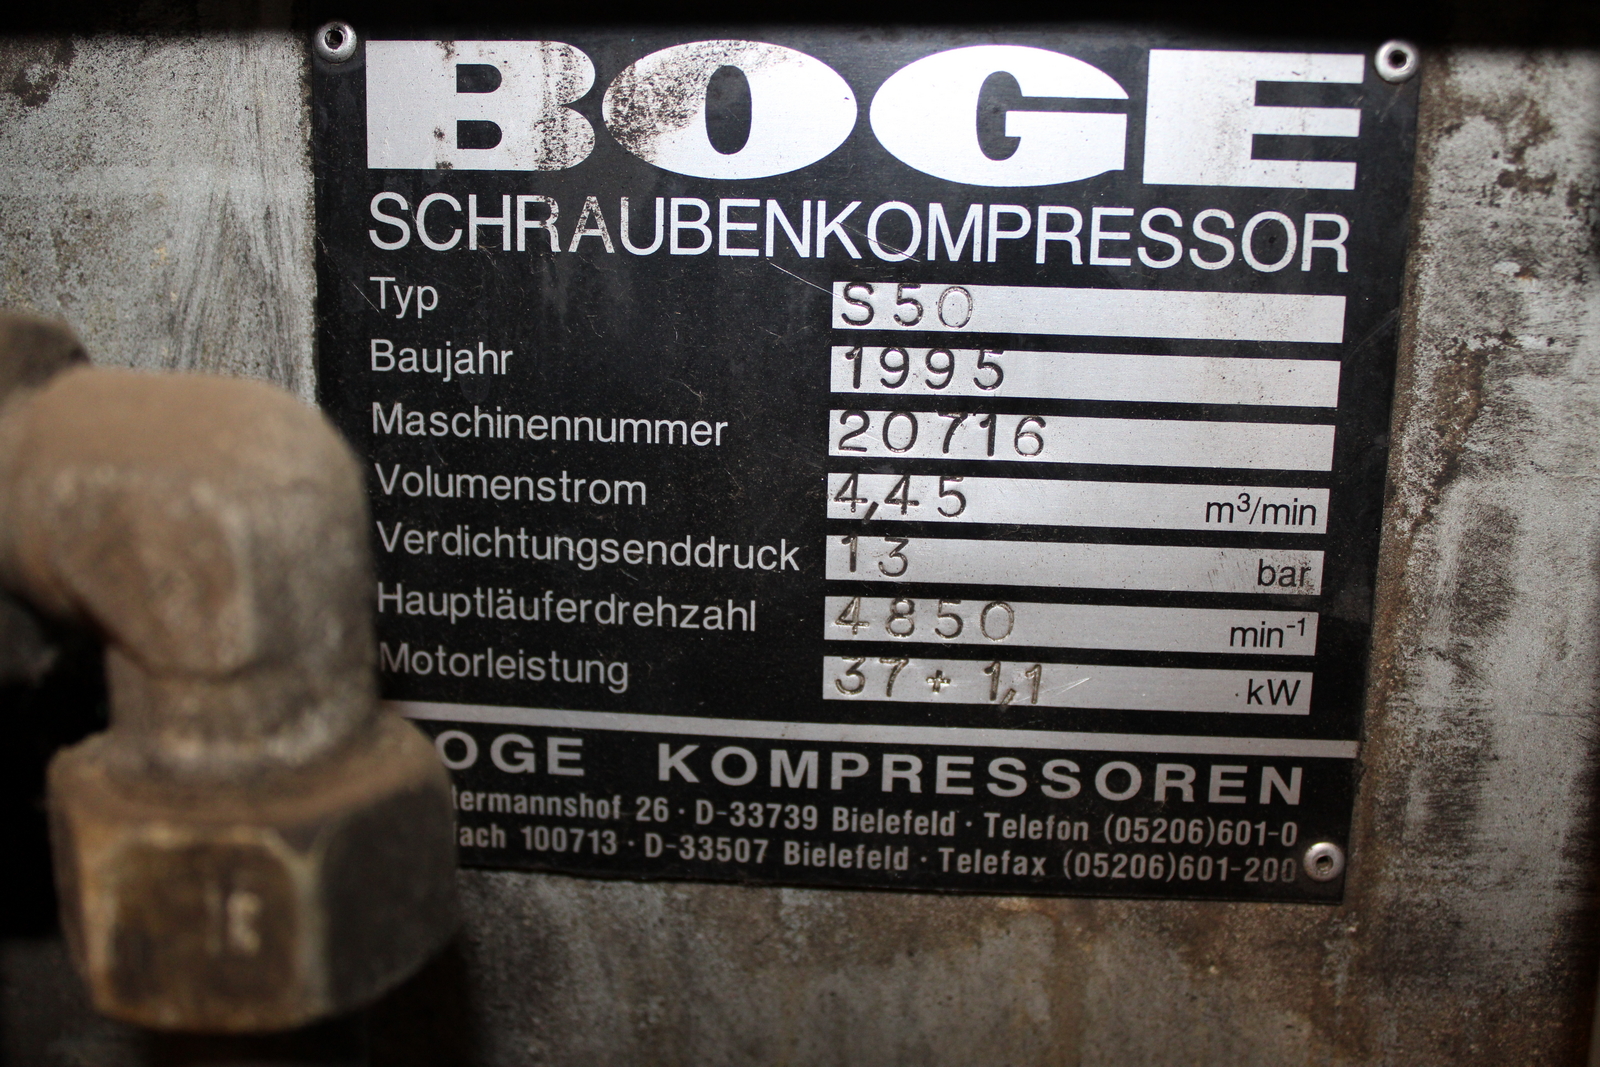 BOGE
SCHRAUBENKOMPRESSOR
Typ S50
Baujahr 1995
Maschinennummer 20716
Volumenstrom 4,45 m³/min
Verdichtungsenddruck 13 bar
Hauptläuferdrehzahl 4850 min⁻¹
Motorleistung 37 + 1,1 kW
OGE KOMPRESSOREN
termannshof 26 · D-33739 Bielefeld · Telefon (05206)601-0
fach 100713 · D-33507 Bielefeld · Telefax (05206)601-200